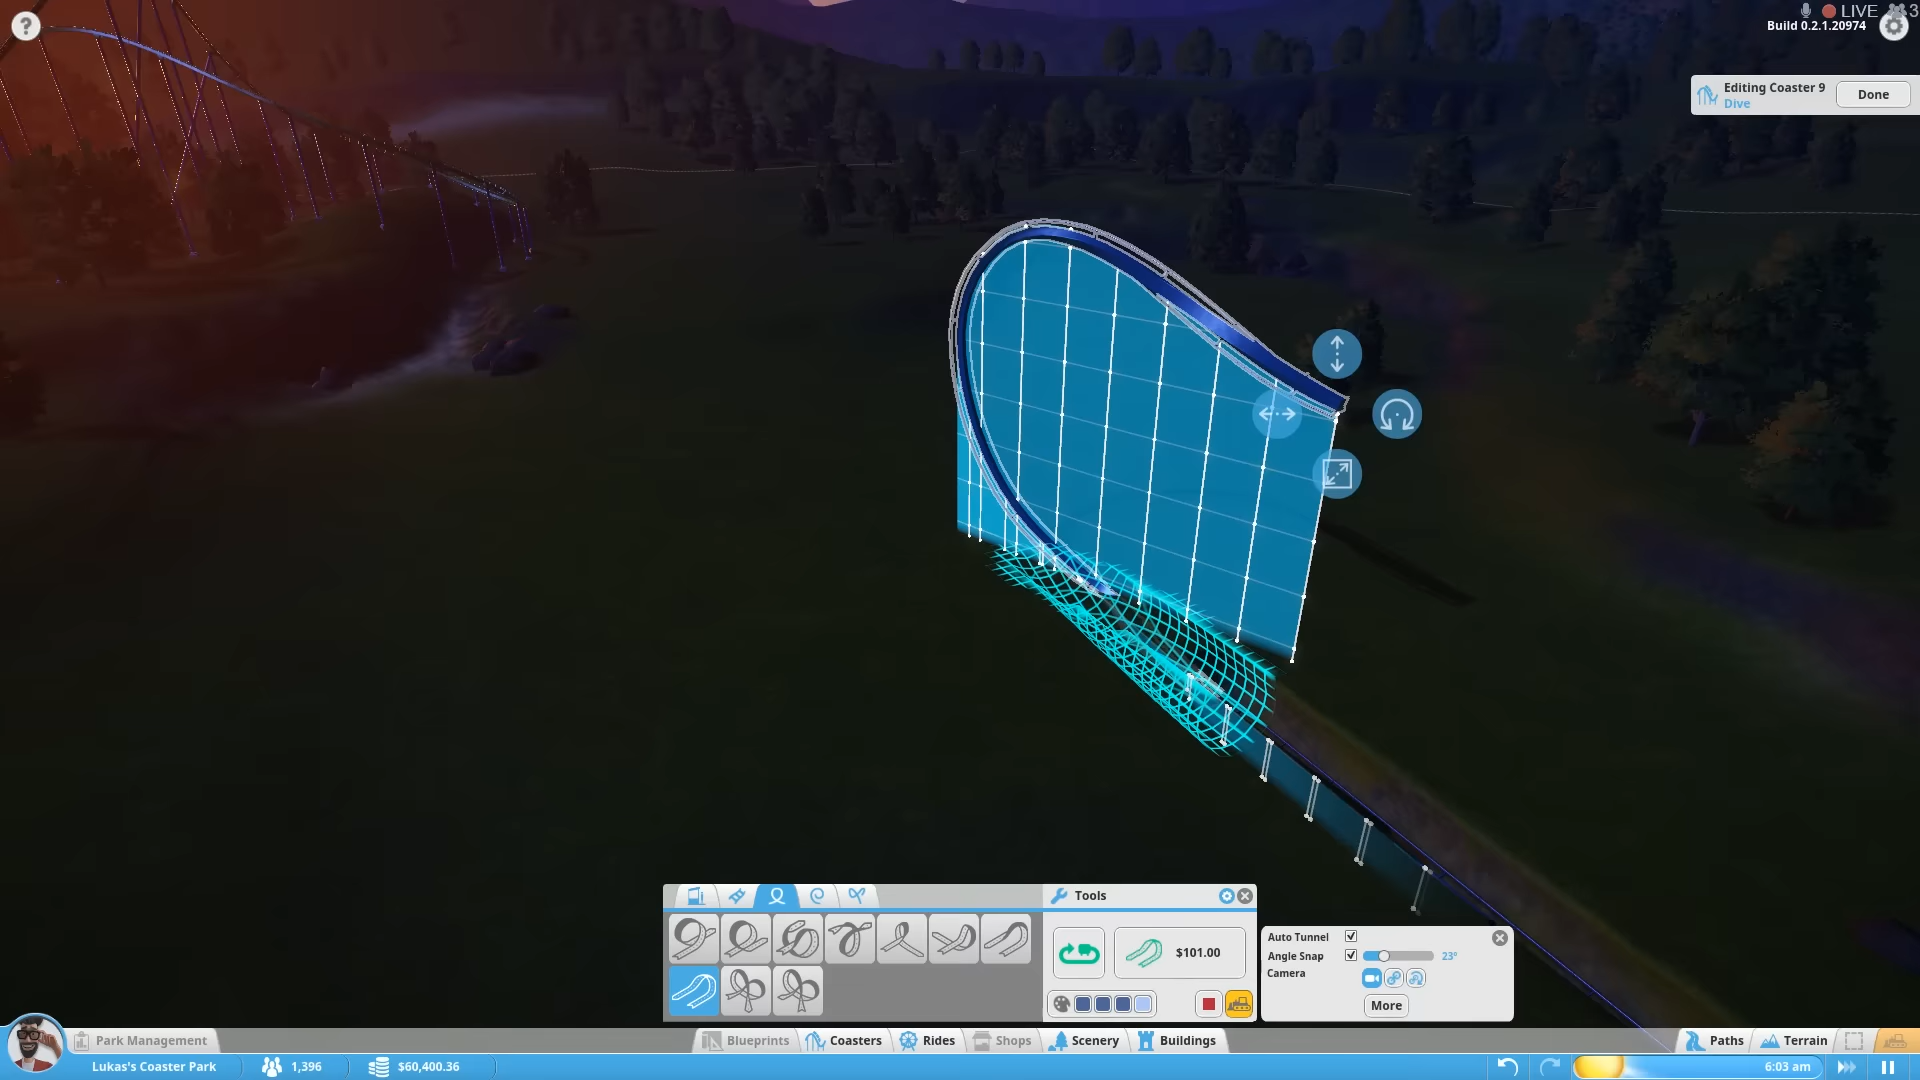 ?
LIVE 3
Build 0.2.1.20974
Editing Coaster 9
Dive
Done
Tools
$101.00
Auto Tunnel
Angle Snap
23°
Camera
More
Park Management
Blueprints
Coasters
Rides
Shops
Scenery
Buildings
Paths
Terrain
Lukas's Coaster Park
1,396
$60,400.36
6:03 am